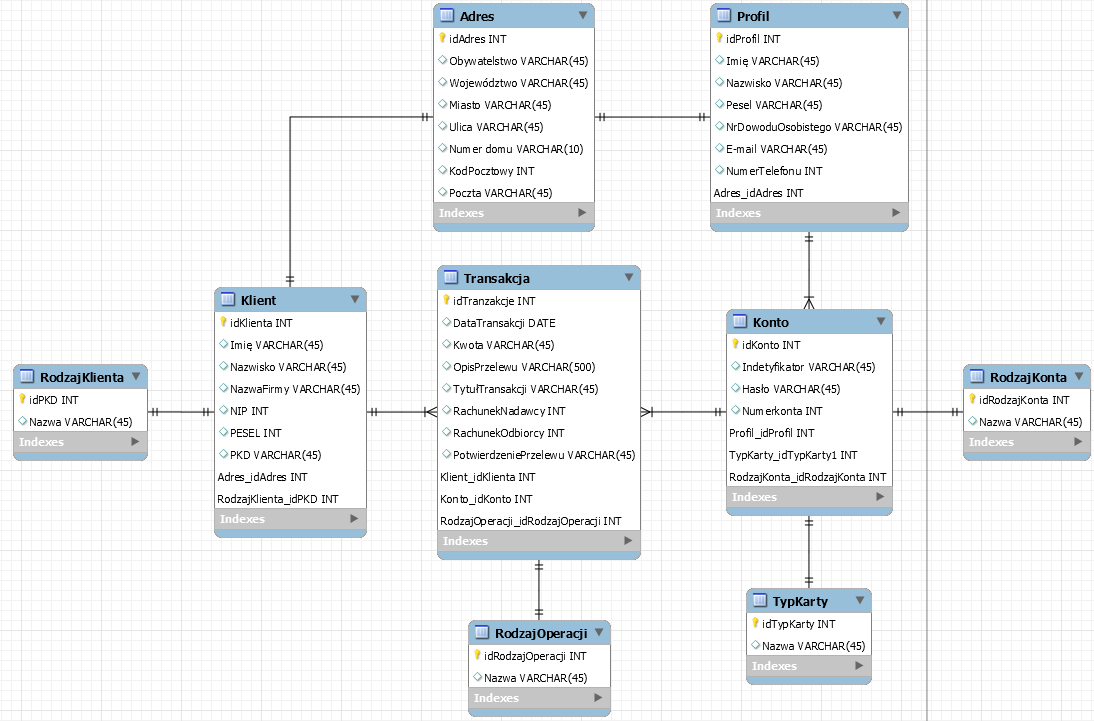 Adres
idAdres INT
Obywatelstwo VARCHAR(45)
Województwo VARCHAR(45)
Miasto VARCHAR(45)
Ulica VARCHAR(45)
Numer domu VARCHAR(10)
KodPocztowy INT
Poczta VARCHAR(45)
Indexes
Profil
idProfil INT
Imię VARCHAR(45)
Nazwisko VARCHAR(45)
Pesel VARCHAR(45)
NrDowoduOsobistego VARCHAR(45)
E-mail VARCHAR(45)
NumerTelefonu INT
Adres_idAdres INT
Indexes
RodzajKlienta
idPKD INT
Nazwa VARCHAR(45)
Indexes
Klient
idKlienta INT
Imię VARCHAR(45)
Nazwisko VARCHAR(45)
NazwaFirmy VARCHAR(45)
NIP INT
PESEL INT
PKD VARCHAR(45)
Adres_idAdres INT
RodzajKlienta_idPKD INT
Indexes
Transakcja
idTranzakcje INT
DataTransakcji DATE
Kwota VARCHAR(45)
OpisPrzelewu VARCHAR(500)
TytułTransakcji VARCHAR(45)
RachunekNadawcy INT
RachunekOdbiorcy INT
PotwierdzeniePrzelewu VARCHAR(45)
Klient_idKlienta INT
Konto_idKonto INT
RodzajOperacji_idRodzajOperacji INT
Indexes
Konto
idKonto INT
Indetyfikator VARCHAR(45)
Hasło VARCHAR(45)
Numerkonta INT
Profil_idProfil INT
TypKarty_idTypKarty1 INT
RodzajKonta_idRodzajKonta INT
Indexes
RodzajKonta
idRodzajKonta INT
Nazwa VARCHAR(45)
Indexes
RodzajOperacji
idRodzajOperacji INT
Nazwa VARCHAR(45)
Indexes
TypKarty
idTypKarty INT
Nazwa VARCHAR(45)
Indexes